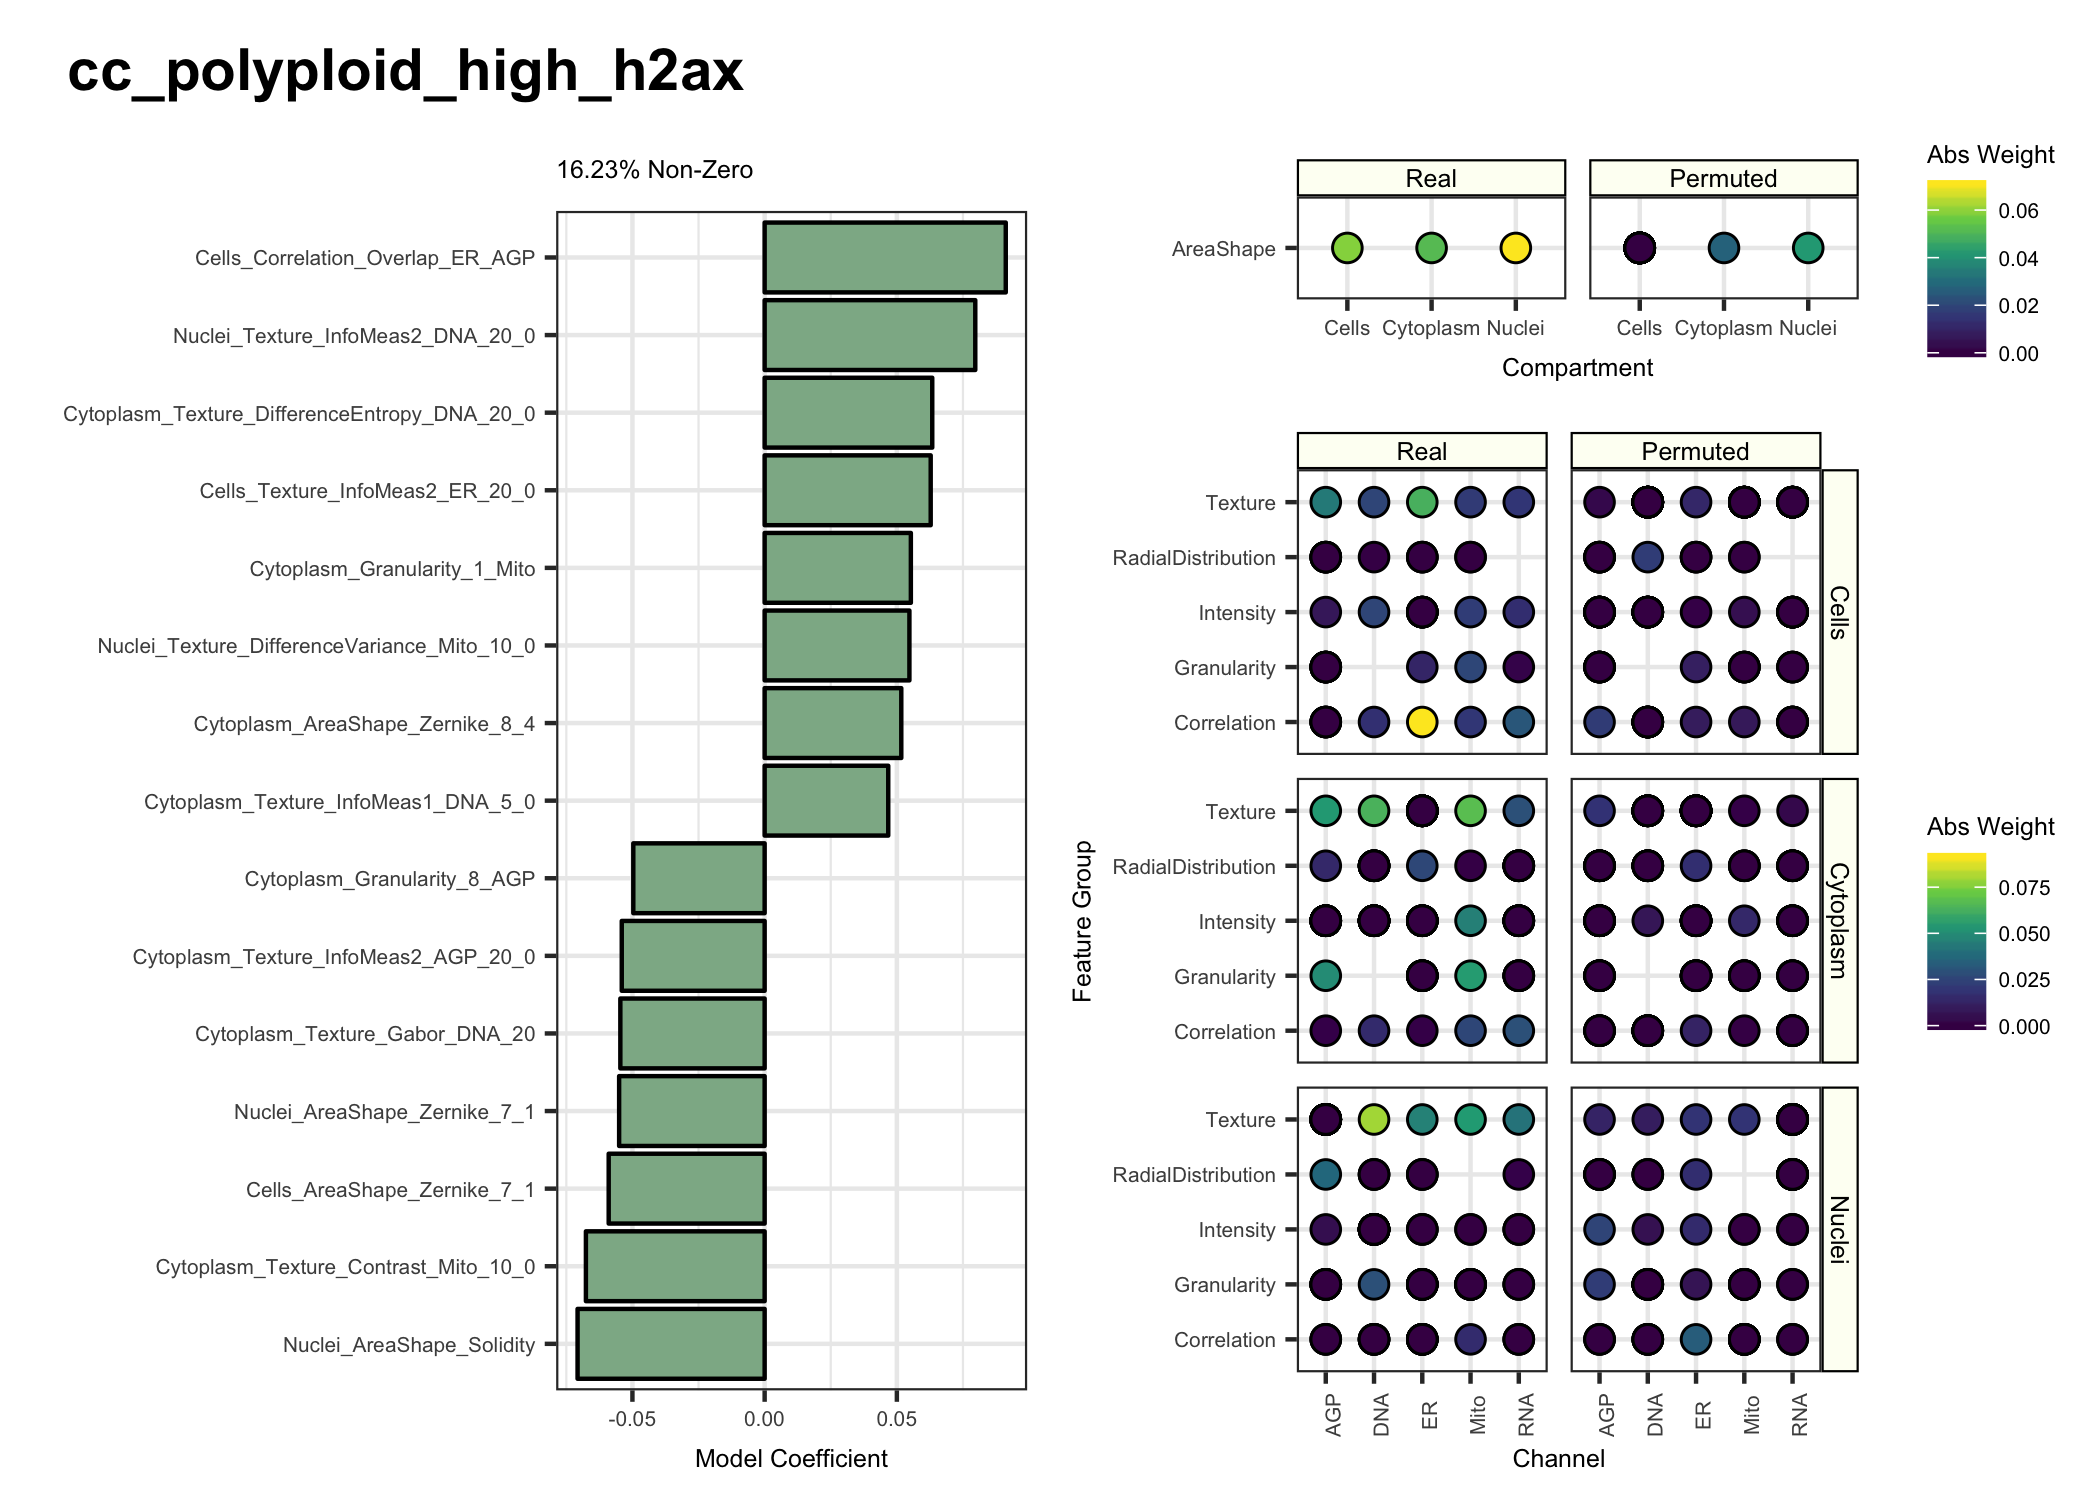 cc_polyploid_high_h2ax
16.23% Non-Zero
Cells_Correlation_Overlap_ER_AGP
Nuclei_Texture_InfoMeas2_DNA_20_0
Cytoplasm_Texture_DifferenceEntropy_DNA_20_0
Cells_Texture_InfoMeas2_ER_20_0
Cytoplasm_Granularity_1_Mito
Nuclei_Texture_DifferenceVariance_Mito_10_0
Cytoplasm_AreaShape_Zernike_8_4
Cytoplasm_Texture_InfoMeas1_DNA_5_0
Cytoplasm_Granularity_8_AGP
Cytoplasm_Texture_InfoMeas2_AGP_20_0
Cytoplasm_Texture_Gabor_DNA_20
Nuclei_AreaShape_Zernike_7_1
Cells_AreaShape_Zernike_7_1
Cytoplasm_Texture_Contrast_Mito_10_0
Nuclei_AreaShape_Solidity
-0.05 0.00 0.05
Model Coefficient
Real Permuted
AreaShape
Cells Cytoplasm Nuclei Cells Cytoplasm Nuclei
Compartment
Abs Weight
0.06
0.04
0.02
0.00
Real Permuted
Feature Group
Texture
RadialDistribution
Intensity
Granularity
Correlation
Cells
Texture
RadialDistribution
Intensity
Granularity
Correlation
Cytoplasm
Texture
RadialDistribution
Intensity
Granularity
Correlation
Nuclei
AGP DNA ER Mito RNA AGP DNA ER Mito RNA
Channel
Abs Weight
0.075
0.050
0.025
0.000